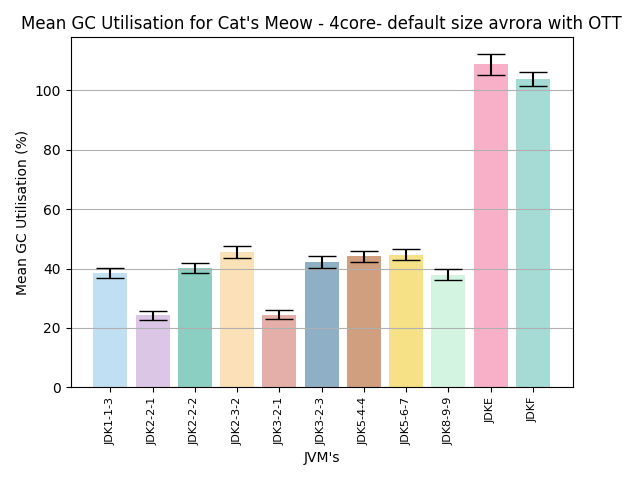 Mean GC Utilisation for Cat's Meow - 4core- default size avrora with OTT
Mean GC Utilisation (%)
100
80
60
40
20
0
JDK1-1-3
JDK2-2-1
JDK2-2-2
JDK2-3-2
JDK3-2-1
JDK3-2-3
JDK5-4-4
JDK5-6-7
JDK8-9-9
JDKE
JDKF
JVM's